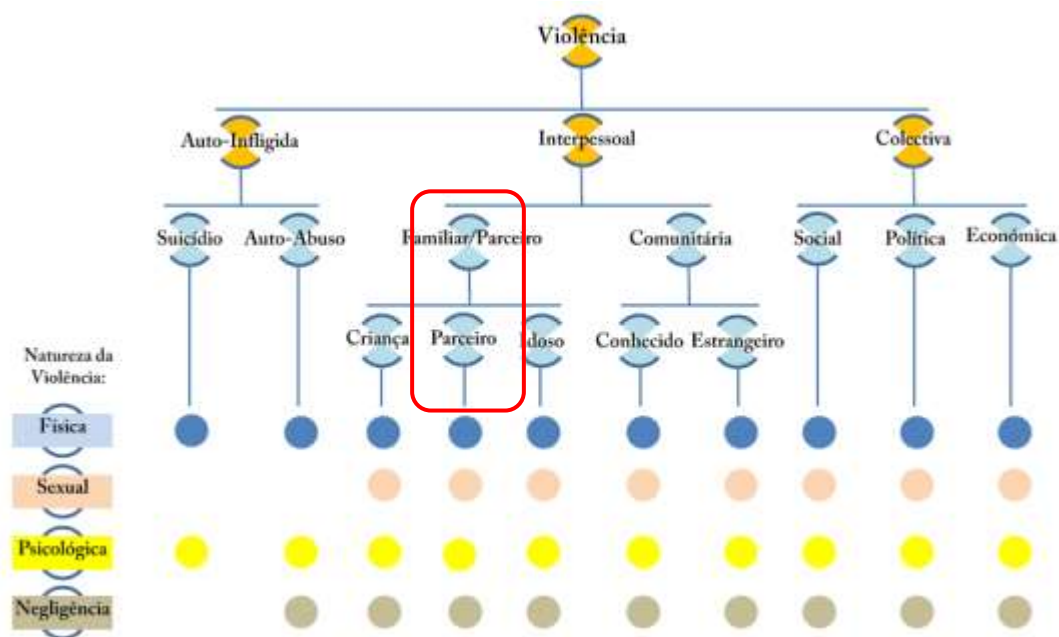 Violência
Auto-Infligida Interpessoal Colectiva
Suicídio Auto-Abuso Familiar/Parceiro Comunitária Social Política Económica
Criança Parceiro Idoso Conhecido Estrangeiro
Natureza da
Violência:
Física
Sexual
Psicológica
Negligência